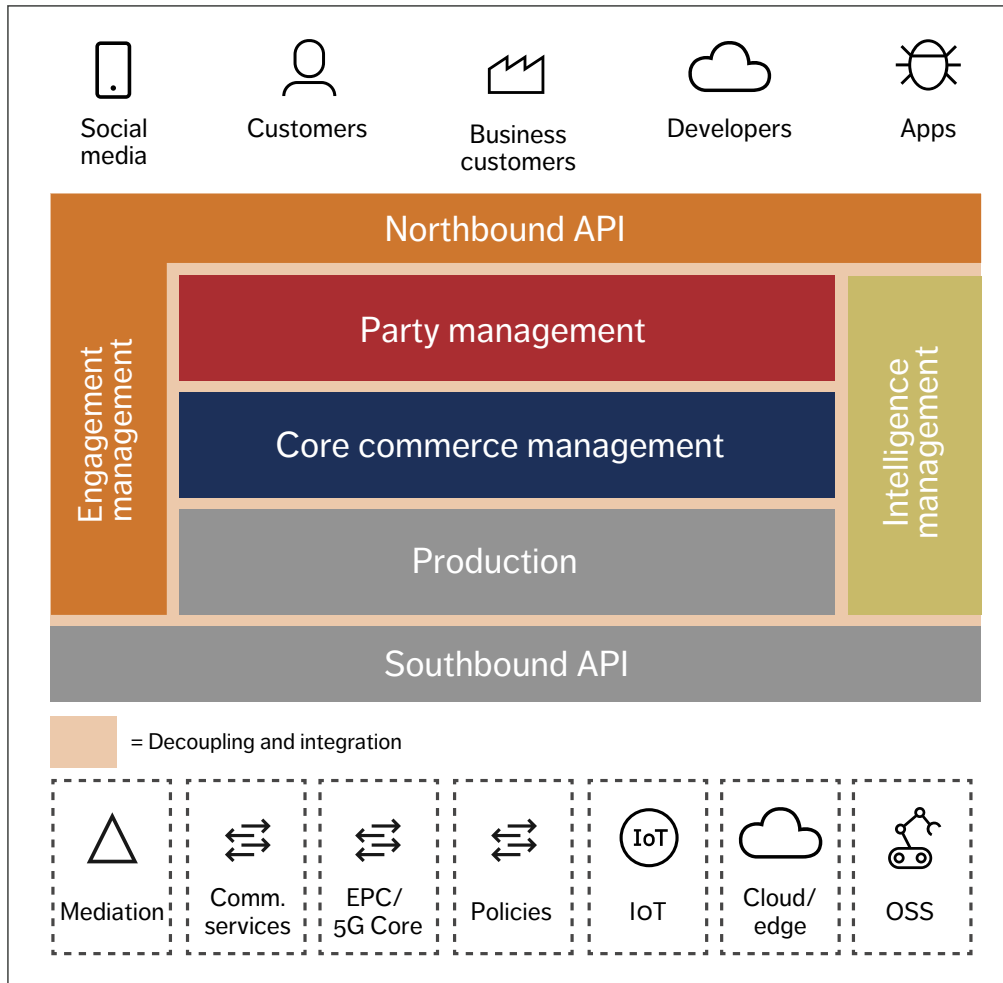 Social
media
Customers
Business
customers
Developers
Apps
Northbound API
Engagement
management
Party management
Core commerce management
Production
Intelligence
management
Southbound API
= Decoupling and integration
Mediation
Comm.
services
EPC/
5G Core
Policies
IoT
IoT
Cloud/
edge
OSS